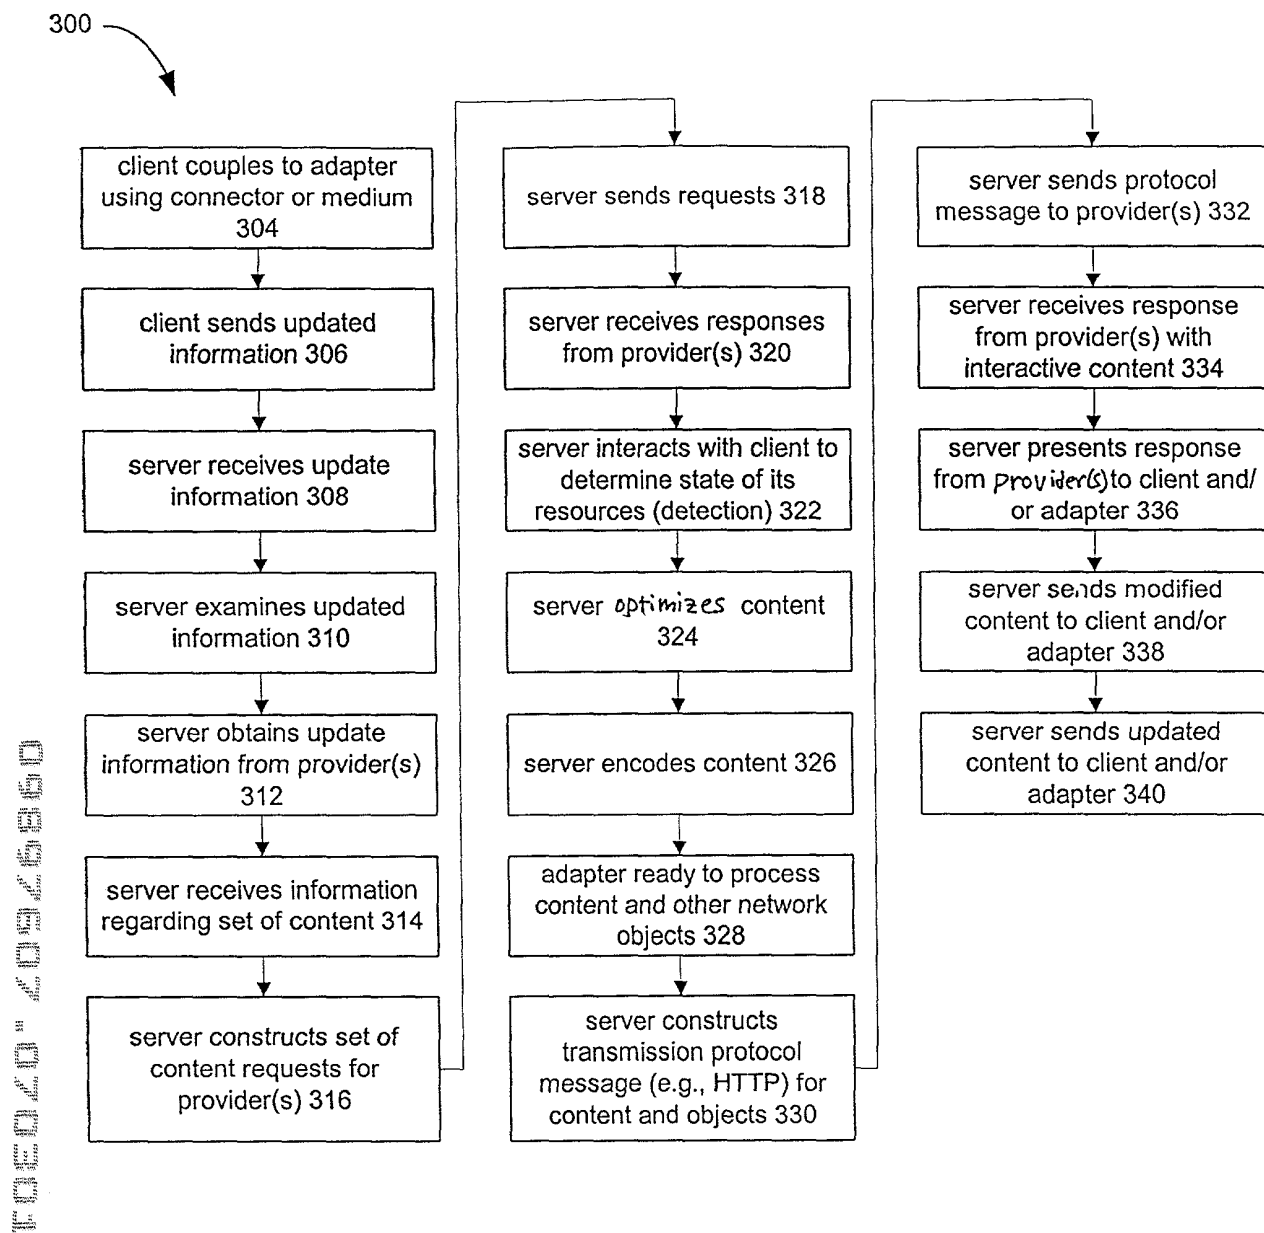 300
client couples to adapter
using connector or medium
304
client sends updated
information 306
server receives update
information 308
server examines updated
information 310
server obtains update
information from provider(s)
312
server receives information
regarding set of content 314
server constructs set of
content requests for
provider(s) 316
server sends requests 318
server receives responses
from provider(s) 320
server interacts with client to
determine state of its
resources (detection) 322
server optimizes content
324
server encodes content 326
adapter ready to process
content and other network
objects 328
server constructs
transmission protocol
message (e.g., HTTP) for
content and objects 330
server sends protocol
message to provider(s) 332
server receives response
from provider(s) with
interactive content 334
server presents response
from provider(s) to client and/
or adapter 336
server sends modified
content to client and/or
adapter 338
server sends updated
content to client and/or
adapter 340